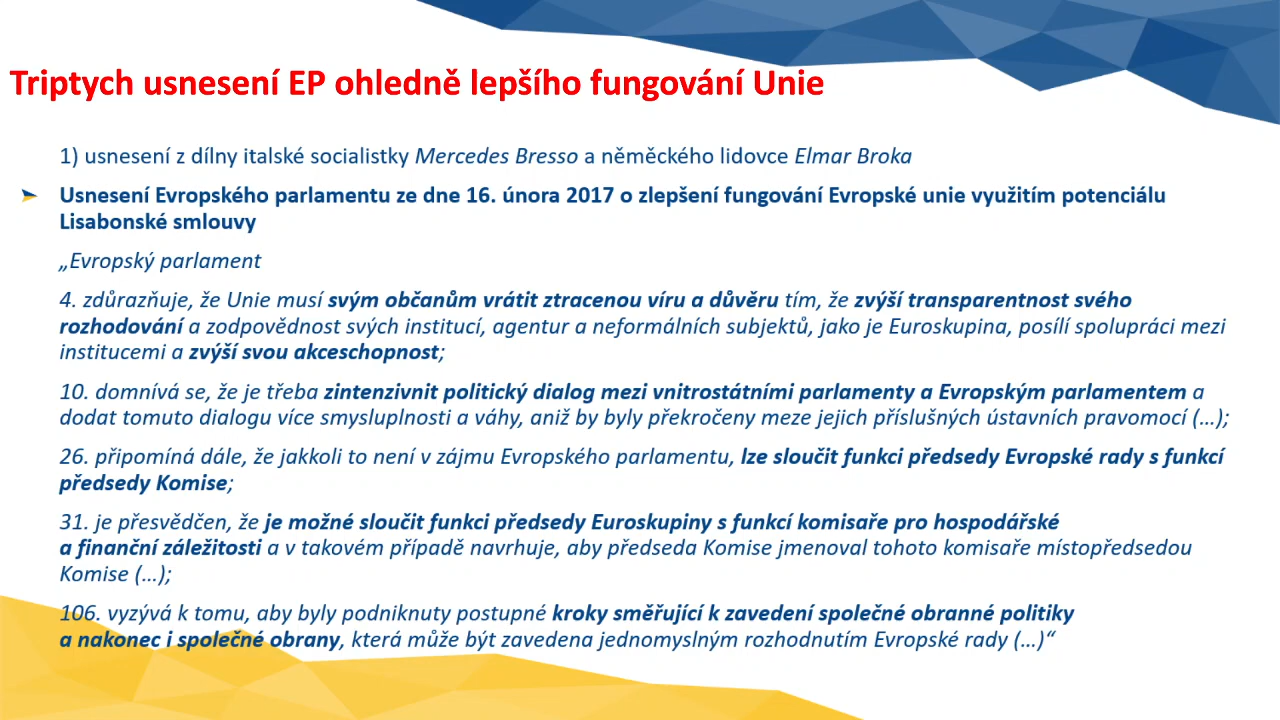 Triptych usnesení EP ohledně lepšího fungování Unie
1) usnesení z dílny italské socialistky Mercedes Bresso a německého lidovce Elmar Broka
Usnesení Evropského parlamentu ze dne 16. února 2017 o zlepšení fungování Evropské unie využitím potenciálu
Lisabonské smlouvy
„Evropský parlament
4. zdůrazňuje, že Unie musí svým občanům vrátit ztracenou víru a důvěru tím, že zvýší transparentnost svého
rozhodování a zodpovědnost svých institucí, agentur a neformálních subjektů, jako je Euroskupina, posílí spolupráci mezi
institucemi a zvýší svou akceschopnost;
10. domnívá se, že je třeba zintenzivnit politický dialog mezi vnitrostátními parlamenty a Evropským parlamentem a
dodat tomuto dialogu více smysluplnosti a váhy, aniž by byly překročeny meze jejich příslušných ústavních pravomocí (…);
26. připomíná dále, že jakkoli to není v zájmu Evropského parlamentu, lze sloučit funkci předsedy Evropské rady s funkcí
předsedy Komise;
31. je přesvědčen, že je možné sloučit funkci předsedy Euroskupiny s funkcí komisaře pro hospodářské
a finanční záležitosti a v takovém případě navrhuje, aby předseda Komise jmenoval tohoto komisaře místopředsedou
Komise (…);
106. vyzývá k tomu, aby byly podniknuty postupné kroky směřující k zavedení společné obranné politiky
a nakonec i společné obrany, která může být zavedena jednomyslným rozhodnutím Evropské rady (…)“